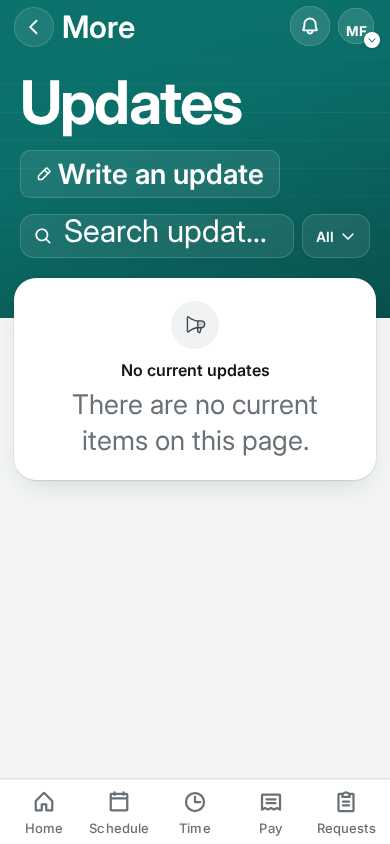 More
MF
Updates
Write an update
Search updat...
All
No current updates
There are no current
items on this page.
Home
Schedule
Time
Pay
Requests